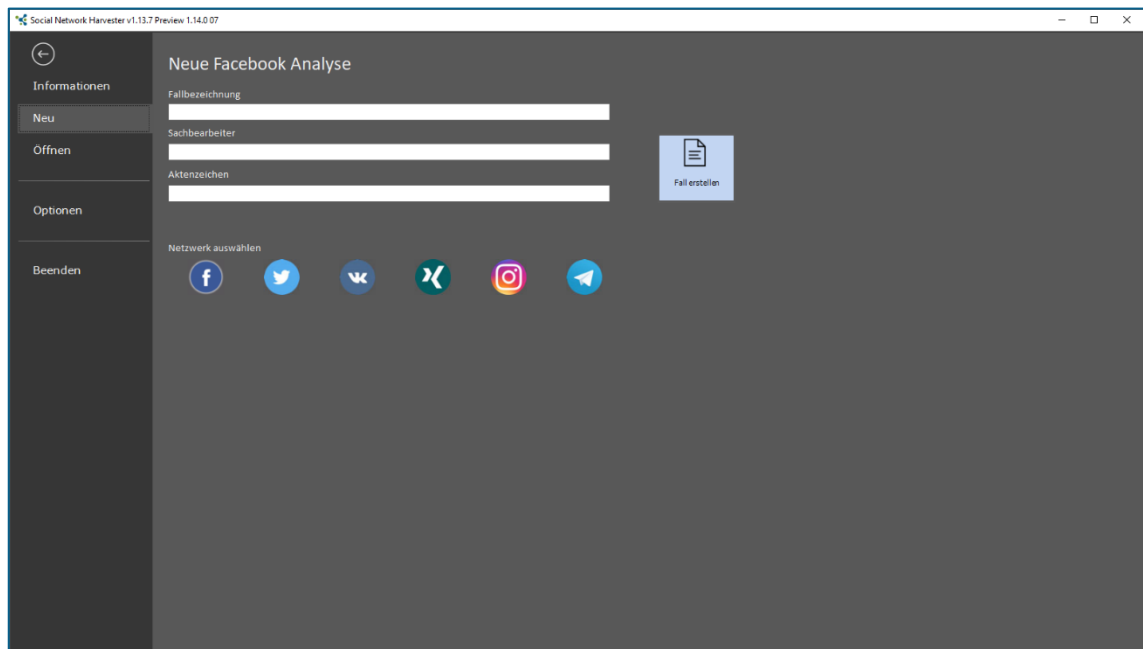 Social Network Harvester v1.13.7 Preview 1.14.0 07
Informationen
Neu
Öffnen
Optionen
Beenden
Neue Facebook Analyse
Fallbezeichnung
Sachbearbeiter
Aktenzeichen
Fall erstellen
Netzwerk auswählen